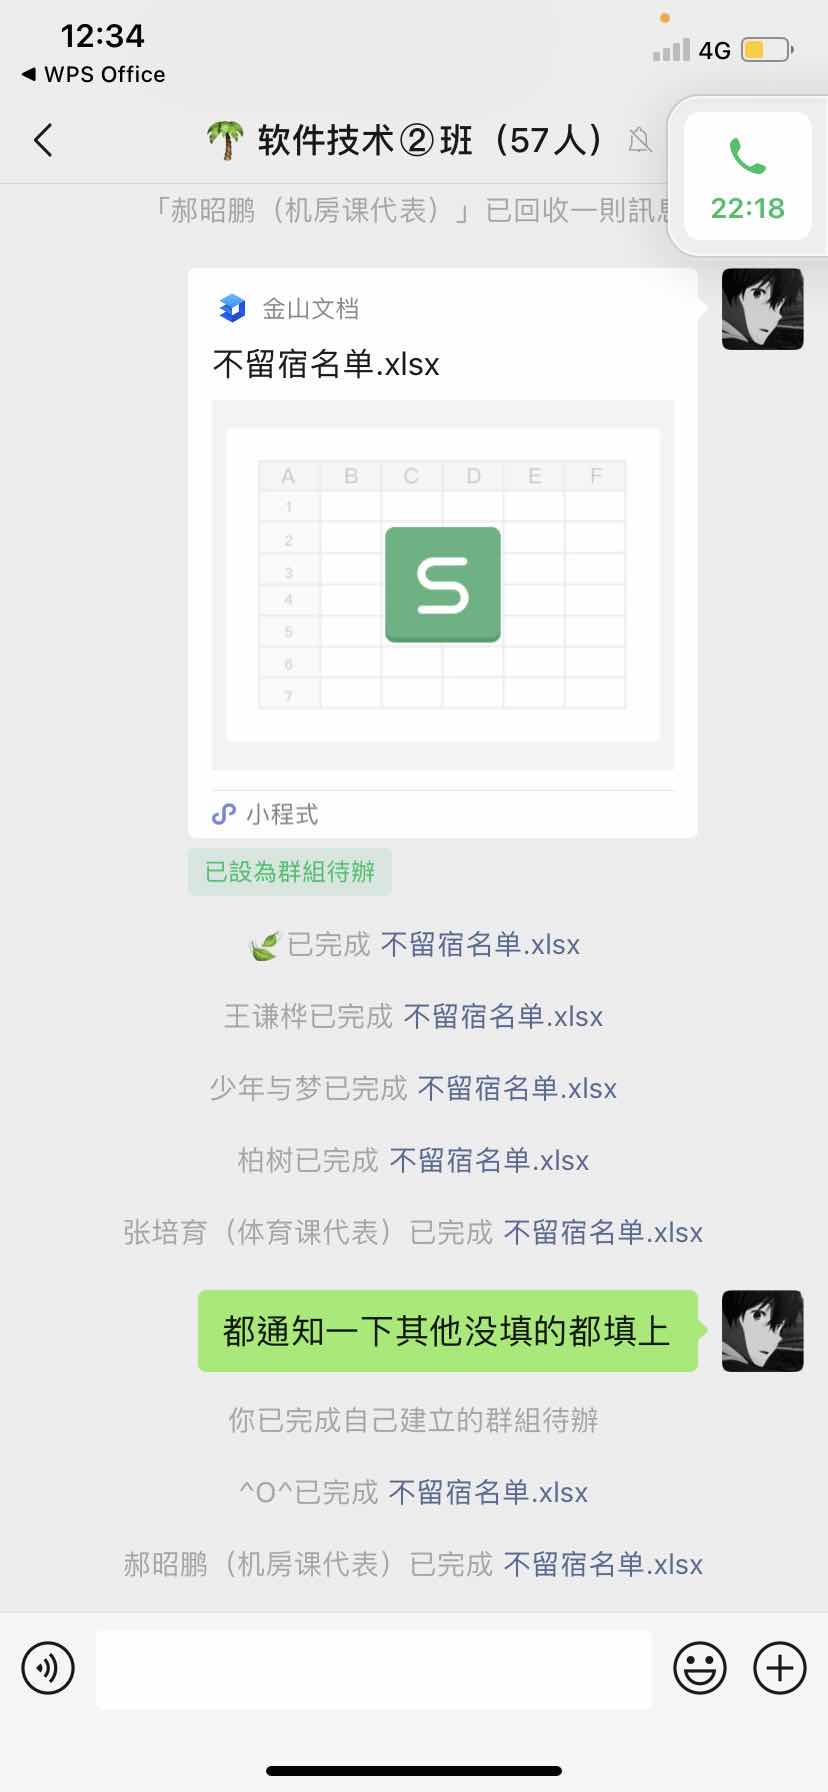 12:34
◀ WPS Office
4G
🌴 软件技术②班（57人）
22:18
「郝昭鹏（机房课代表）」已回收一則訊息
金山文档
不留宿名单.xlsx
A B C D E F
1
2
3
4
5
6
7
S
小程式
已設為群組待辦
🌿已完成 不留宿名单.xlsx
王谦桦已完成 不留宿名单.xlsx
少年与梦已完成 不留宿名单.xlsx
柏树已完成 不留宿名单.xlsx
张培育（体育课代表）已完成 不留宿名单.xlsx
都通知一下其他没填的都填上
你已完成自己建立的群組待辦
^O^已完成 不留宿名单.xlsx
郝昭鹏（机房课代表）已完成 不留宿名单.xlsx